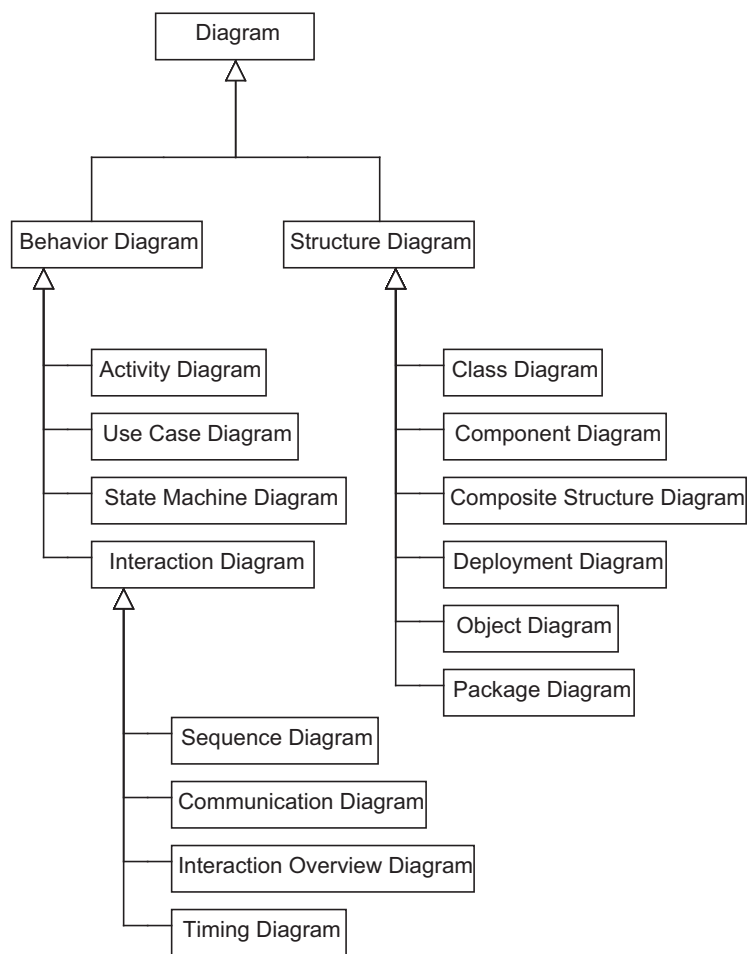 Diagram
Behavior Diagram
Structure Diagram
Activity Diagram
Class Diagram
Use Case Diagram
Component Diagram
State Machine Diagram
Composite Structure Diagram
Interaction Diagram
Deployment Diagram
Object Diagram
Package Diagram
Sequence Diagram
Communication Diagram
Interaction Overview Diagram
Timing Diagram